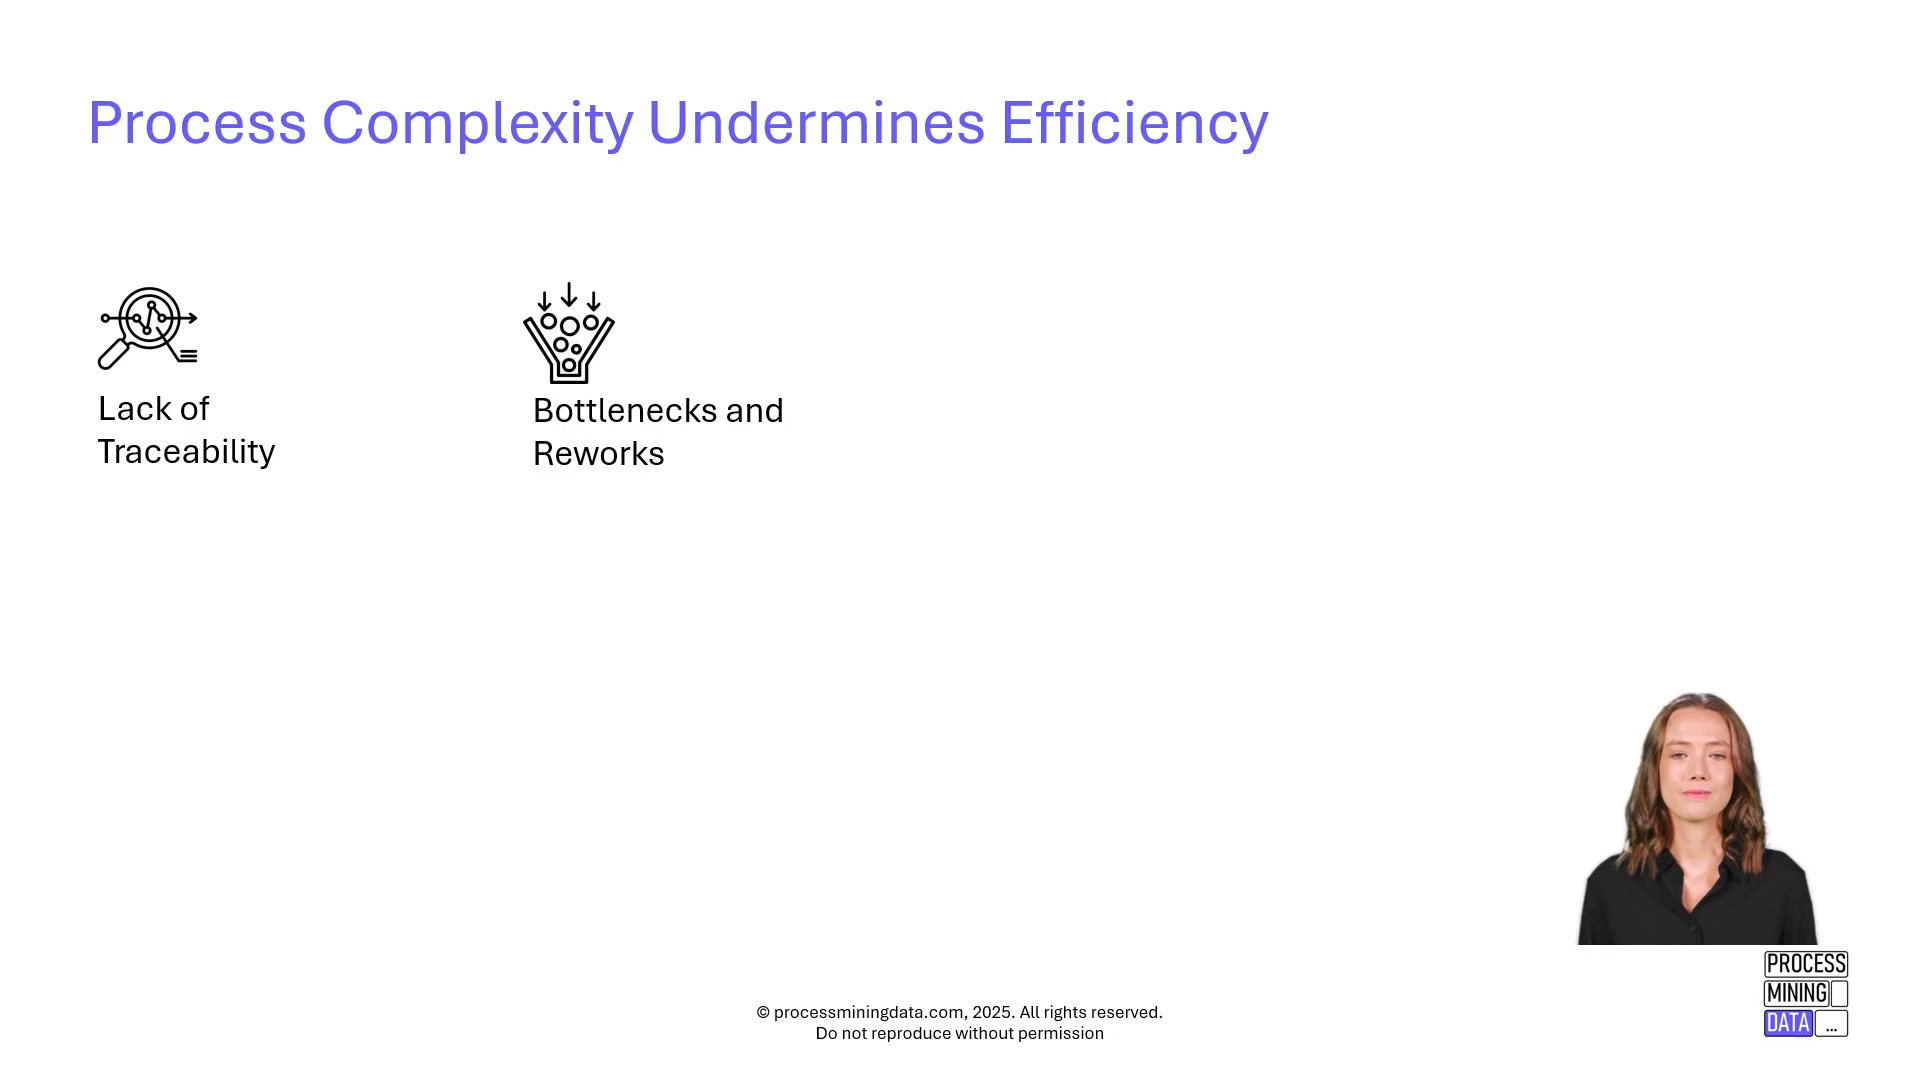 Process Complexity Undermines Efficiency
Lack of
Traceability
Bottlenecks and
Reworks
© processminingdata.com, 2025. All rights reserved.
Do not reproduce without permission
PROCESS
MINING
DATA ...